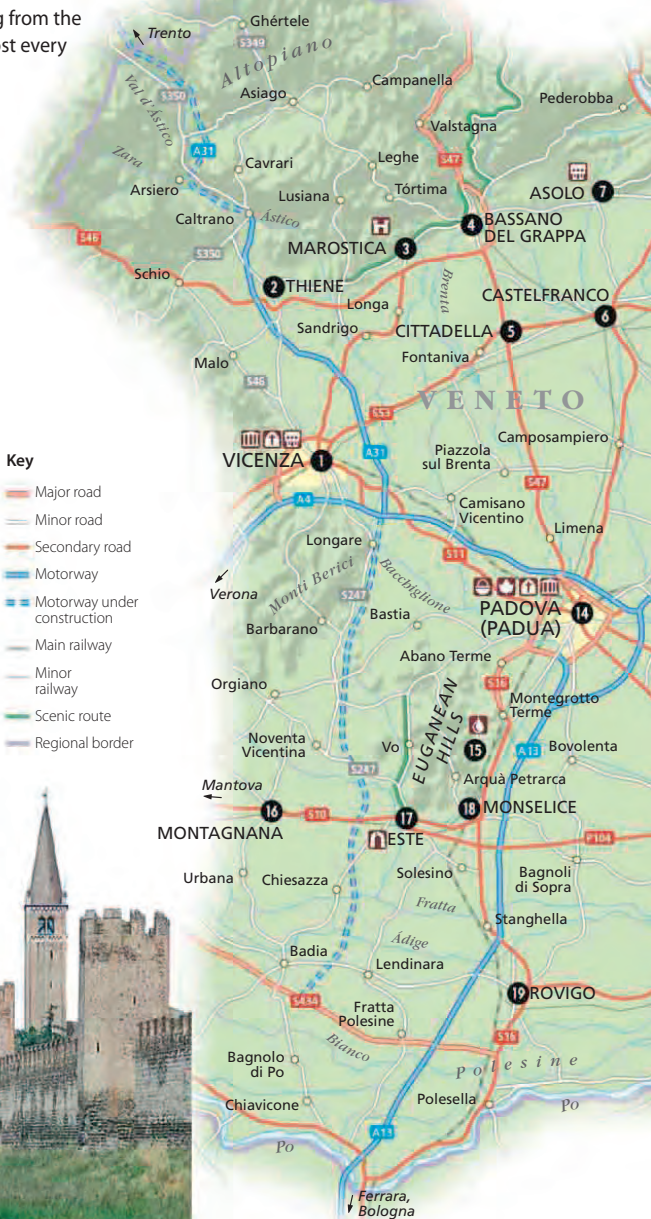 g from the
ost every
Trento
Ghértele
S349
Altopiano
Campanella
Asiago
Pederobba
Val d'Ástico
S350
Valstagna
A31
S47
Zara
Cavrari
Leghe
ASOLO
7
Arsiero
Lusiana
Tórtima
4
BASSANO
DEL GRAPPA
Caltrano
Ástico
MAROSTICA
3
S46
S350
Schio
2
THIENE
Brenta
CASTELFRANCO
Longa
6
Sandrigo
CITTADELLA
5
Malo
Fontaniva
S46
VENETO
S53
Camposampiero
VICENZA
1
A31
Piazzola
sul Brenta
S47
A4
Camisano
Vicentino
Limena
Longare
S11
Verona
Monti Berici
S247
Bacchiglione
PADOVA
(PADUA)
14
Barbarano
Bastia
Abano Terme
Orgiano
S16
Montegrotto
Terme
EUGANEAN
HILLS
Noventa
Vicentina
Vo
15
A13
Bovolenta
S247
Arquà Petrarca
Mantova
16
MONTAGNANA
S10
17
ESTE
18
MONSELICE
P104
Urbana
Chiesazza
Solesino
Bagnoli
di Sopra
Fratta
Stanghella
Ádige
Badia
Lendinara
19
ROVIGO
S434
Fratta
Polesine
S16
Bianco
Bagnolo
di Po
Polesine
Chiavicone
Polesella
Po
Po
A13
Ferrara,
Bologna
Key
Major road
Minor road
Secondary road
Motorway
Motorway under
construction
Main railway
Minor
railway
Scenic route
Regional border